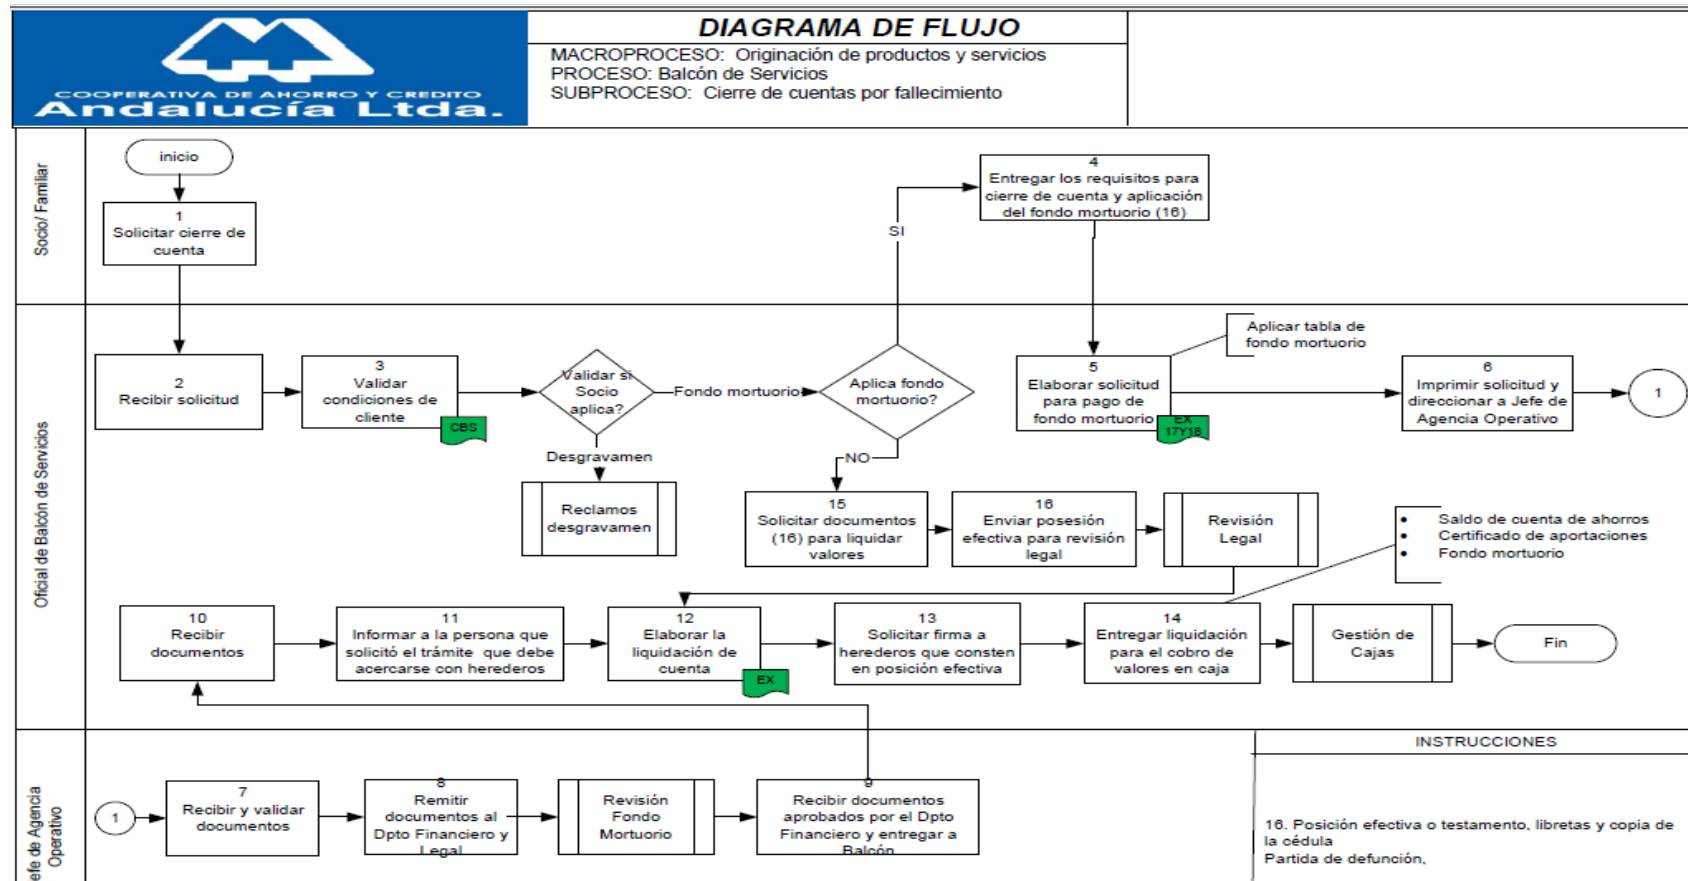 COOPERATIVA DE AHORRO Y CREDITO
Andalucía Ltda.
DIAGRAMA DE FLUJO
MACROPROCESO: Originación de productos y servicios
PROCESO: Balcón de Servicios
SUBPROCESO: Cierre de cuentas por fallecimiento
Socio/ Familiar
inicio
1
Solicitar cierre de
cuenta
4
Entregar los requisitos para
cierre de cuenta y aplicación
del fondo mortuorio (16)
SI
Oficial de Balcón de Servicios
2
Recibir solicitud
3
Validar
condiciones de
cliente
CBS
Validar si
Socio
aplica?
Fondo mortuorio
Aplica fondo
mortuorio?
Aplicar tabla de
fondo mortuorio
5
Elaborar solicitud
para pago de
fondo mortuorio
EX
17Y18
6
Imprimir solicitud y
direccionar a Jefe de
Agencia Operativo
1
Desgravamen
Reclamos
desgravamen
NO
15
Solicitar documentos
(16) para liquidar
valores
16
Enviar posesión
efectiva para revisión
legal
Revisión
Legal
• Saldo de cuenta de ahorros
• Certificado de aportaciones
• Fondo mortuorio
10
Recibir
documentos
11
Informar a la persona que
solicitó el trámite que debe
acercarse con herederos
12
Elaborar la
liquidación de
cuenta
EX
13
Solicitar firma a
herederos que consten
en posición efectiva
14
Entregar liquidación
para el cobro de
valores en caja
Gestión de
Cajas
Fin
efe de Agencia
Operativo
1
7
Recibir y validar
documentos
8
Remitir
documentos al
Dpto Financiero y
Legal
Revisión
Fondo
Mortuorio
9
Recibir documentos
aprobados por el Dpto
Financiero y entregar a
Balcón
INSTRUCCIONES
16. Posición efectiva o testamento, libretas y copia de
la cédula
Partida de defunción,